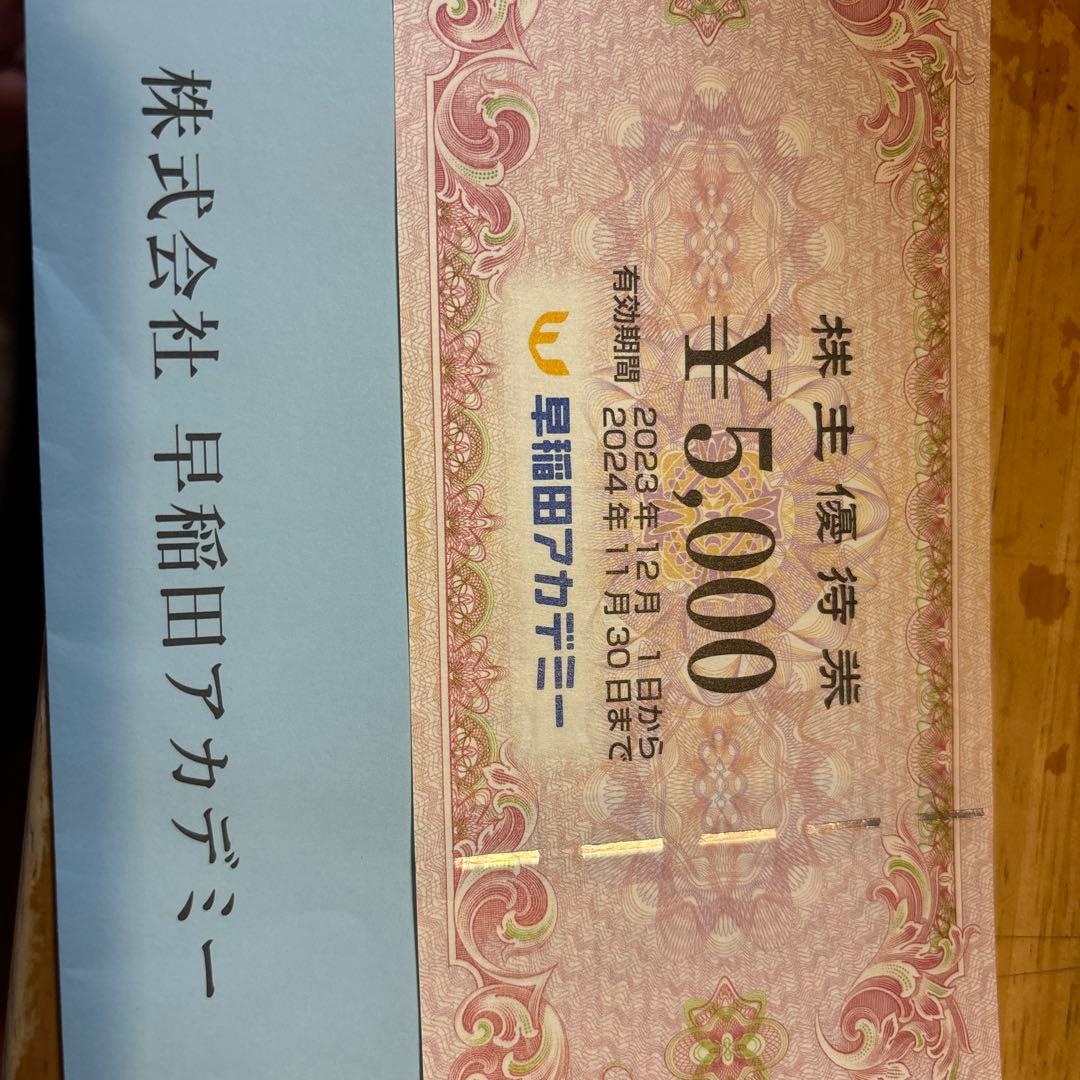 株主優待券
¥5,000
有効期間 2023年12月 1日から
2024年11月30日まで
早稲田アカデミー
株式会社 早稲田アカデミー